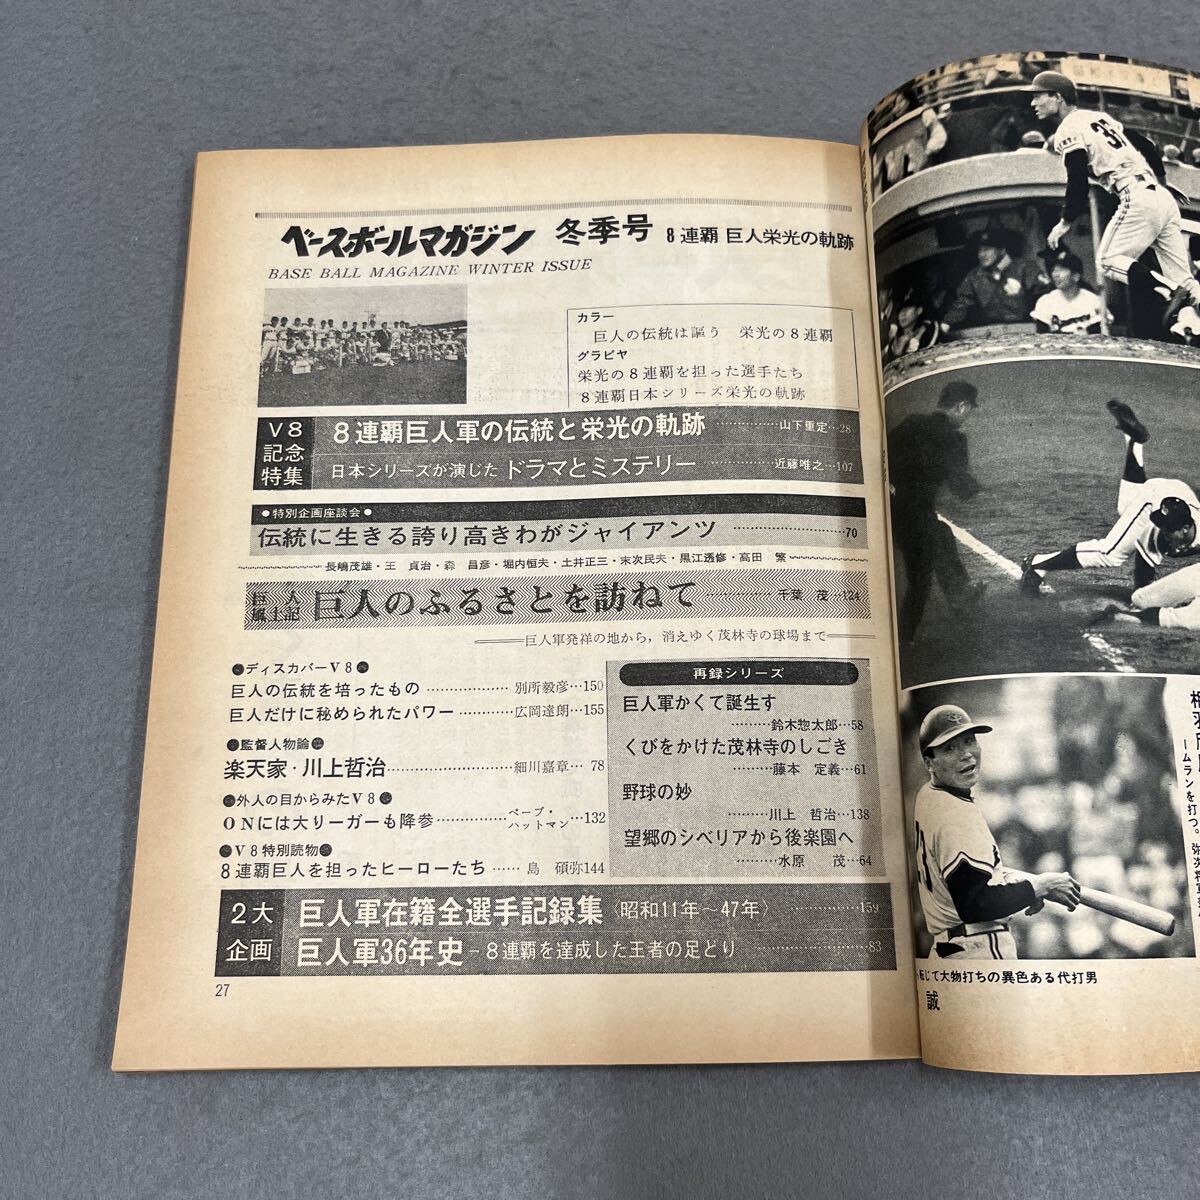 ベースボールマガジン 冬季号 8連覇 巨人栄光の軌跡
BASE BALL MAGAZINE WINTER ISSUE
カラー
巨人の伝統は謳う 栄光の8連覇
グラビヤ
栄光の8連覇を担った選手たち
8連覇日本シリーズ栄光の軌跡
V8記念特集
8連覇巨人軍の伝統と栄光の軌跡……………山下重定…28
日本シリーズが演じた ドラマとミステリー…………近藤唯之…107
●特別企画座談会●
伝統に生きる誇り高きわがジャイアンツ…………………70
長嶋茂雄・王 貞治・森 昌彦・堀内恒夫・土井正三・末次民夫・黒江透修・高田 繁
巨人風土記 巨人のふるさとを訪ねて……………千葉 茂…124
巨人軍発祥の地から，消えゆく茂林寺の球場まで
●ディスカバーV8●
巨人の伝統を培ったもの………………別所毅彦…150
巨人だけに秘められたパワー…………広岡達朗…155
●監督人物論●
楽天家・川上哲治…………………細川嘉章…78
●外人の目からみたV8●
ONには大リーガーも降参……………ベーブ・ハットマン…132
●V8特別読物●
8連覇巨人を担ったヒーローたち……島 碩弥144
再録シリーズ
巨人軍かくて誕生す
………鈴木惣太郎…58
くびをかけた茂林寺のしごき
………藤本 定義…61
野球の妙
………川上 哲治…138
望郷のシベリアから後楽園へ
………水原 茂…64
2大企画
巨人軍在籍全選手記録集〈昭和11年〜47年〉……………159
巨人軍36年史-8連覇を達成した王者の足どり………………83
27
転じて大物打ちの異色ある代打男
誠
ームランを打つ。